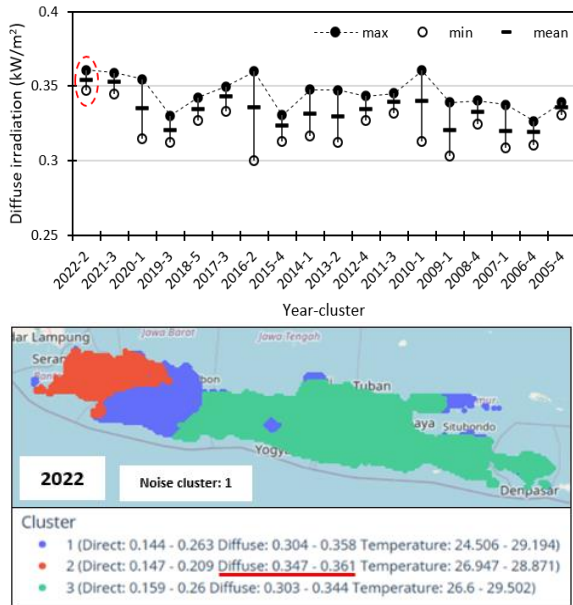 0.4
max min mean
0.35
0.3
0.25
Diffuse irradiation (kW/m²)
2022-2 2021-3 2020-1 2019-3 2018-5 2017-3 2016-2 2015-4 2014-1 2013-2 2012-4 2011-3 2010-1 2009-1 2008-4 2007-1 2006-4 2005-4
Year-cluster
dar Lampung
Jawa Barat
Jawa Tengah
Seran
bon
Tuban
mur
aya
Situbondo
Yogy
2022
Noise cluster: 1
Denpasar
Cluster
1 (Direct: 0.144 - 0.263 Diffuse: 0.304 - 0.358 Temperature: 24.506 - 29.194)
2 (Direct: 0.147 - 0.209 Diffuse: 0.347 - 0.361 Temperature: 26.947 - 28.871)
3 (Direct: 0.159 - 0.26 Diffuse: 0.303 - 0.344 Temperature: 26.6 - 29.502)